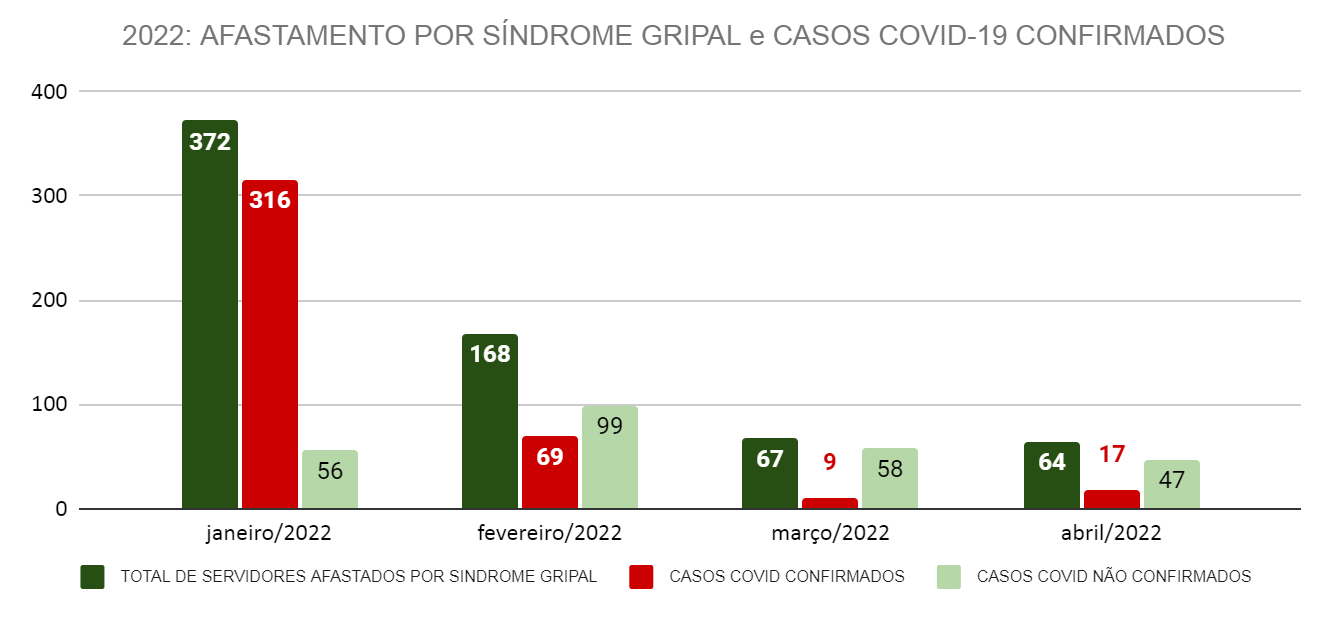 2022: AFASTAMENTO POR SÍNDROME GRIPAL e CASOS COVID-19 CONFIRMADOS
400
300
200
100
0
372
316
56
168
69
99
67
9
58
64
17
47
janeiro/2022
fevereiro/2022
março/2022
abril/2022
TOTAL DE SERVIDORES AFASTADOS POR SINDROME GRIPAL
CASOS COVID CONFIRMADOS
CASOS COVID NÃO CONFIRMADOS